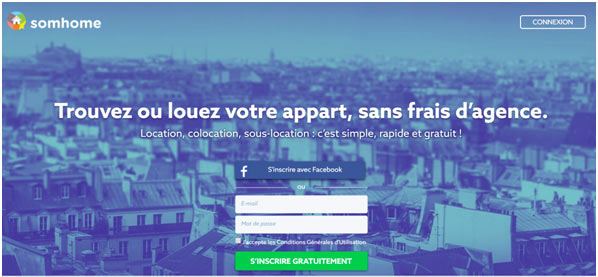 somhome
CONNEXION
Trouvez ou louez votre appart, sans frais d'agence.
Location, colocation, sous-location : c'est simple, rapide et gratuit !
f S'inscrire avec Facebook
ou
E-mail
Mot de passe
J'accepte les Conditions Générales d'Utilisation
S'INSCRIRE GRATUITEMENT